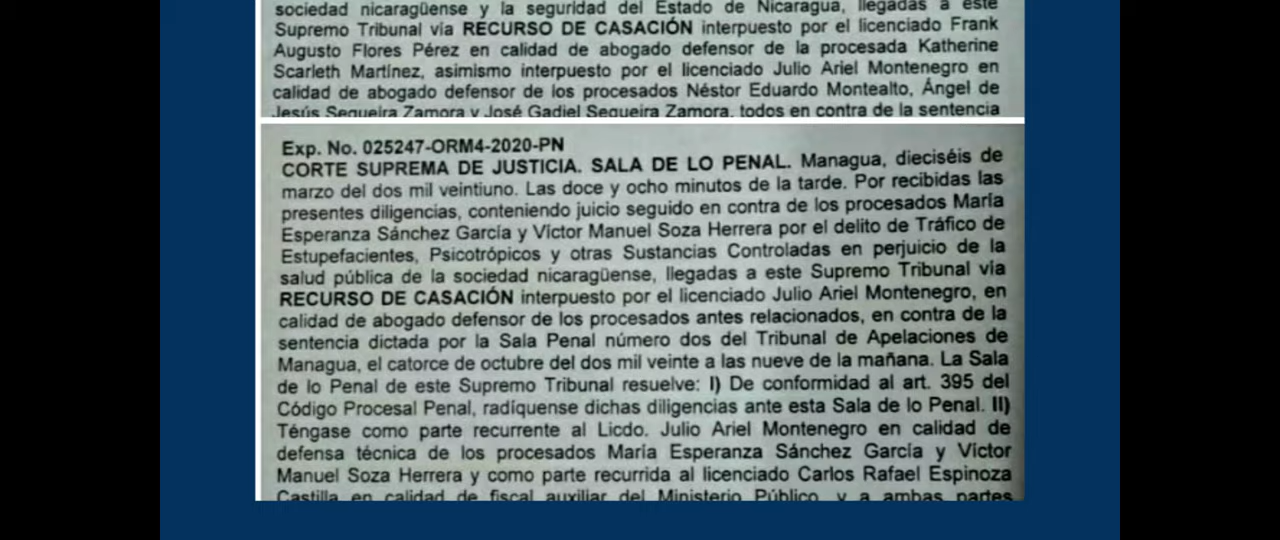 sociedad nicaragüense y la seguridad del Estado de Nicaragua, llegadas a este
Supremo Tribunal vía RECURSO DE CASACIÓN interpuesto por el licenciado Frank
Augusto Flores Pérez en calidad de abogado defensor de la procesada Katherine
Scarleth Martínez, asimismo interpuesto por el licenciado Julio Ariel Montenegro en
calidad de abogado defensor de los procesados Néstor Eduardo Montealto, Ángel de
Jesús Sequeira Zamora y José Gadiel Sequeira Zamora, todos en contra de la sentencia
Exp. No. 025247-ORM4-2020-PN
CORTE SUPREMA DE JUSTICIA. SALA DE LO PENAL. Managua, dieciséis de
marzo del dos mil veintiuno. Las doce y ocho minutos de la tarde. Por recibidas las
presentes diligencias, conteniendo juicio seguido en contra de los procesados María
Esperanza Sánchez García y Víctor Manuel Soza Herrera por el delito de Tráfico de
Estupefacientes, Psicotrópicos y otras Sustancias Controladas en perjuicio de la
salud pública de la sociedad nicaragüense, llegadas a este Supremo Tribunal vía
RECURSO DE CASACIÓN interpuesto por el licenciado Julio Ariel Montenegro, en
calidad de abogado defensor de los procesados antes relacionados, en contra de la
sentencia dictada por la Sala Penal número dos del Tribunal de Apelaciones de
Managua, el catorce de octubre del dos mil veinte a las nueve de la mañana. La Sala
de lo Penal de este Supremo Tribunal resuelve: I) De conformidad al art. 395 del
Código Procesal Penal, radíquense dichas diligencias ante esta Sala de lo Penal. II)
Téngase como parte recurrente al Licdo. Julio Ariel Montenegro en calidad de
defensa técnica de los procesados María Esperanza Sánchez García y Víctor
Manuel Soza Herrera y como parte recurrida al licenciado Carlos Rafael Espinoza
Castilla en calidad de fiscal auxiliar del Ministerio Público, y a ambas partes